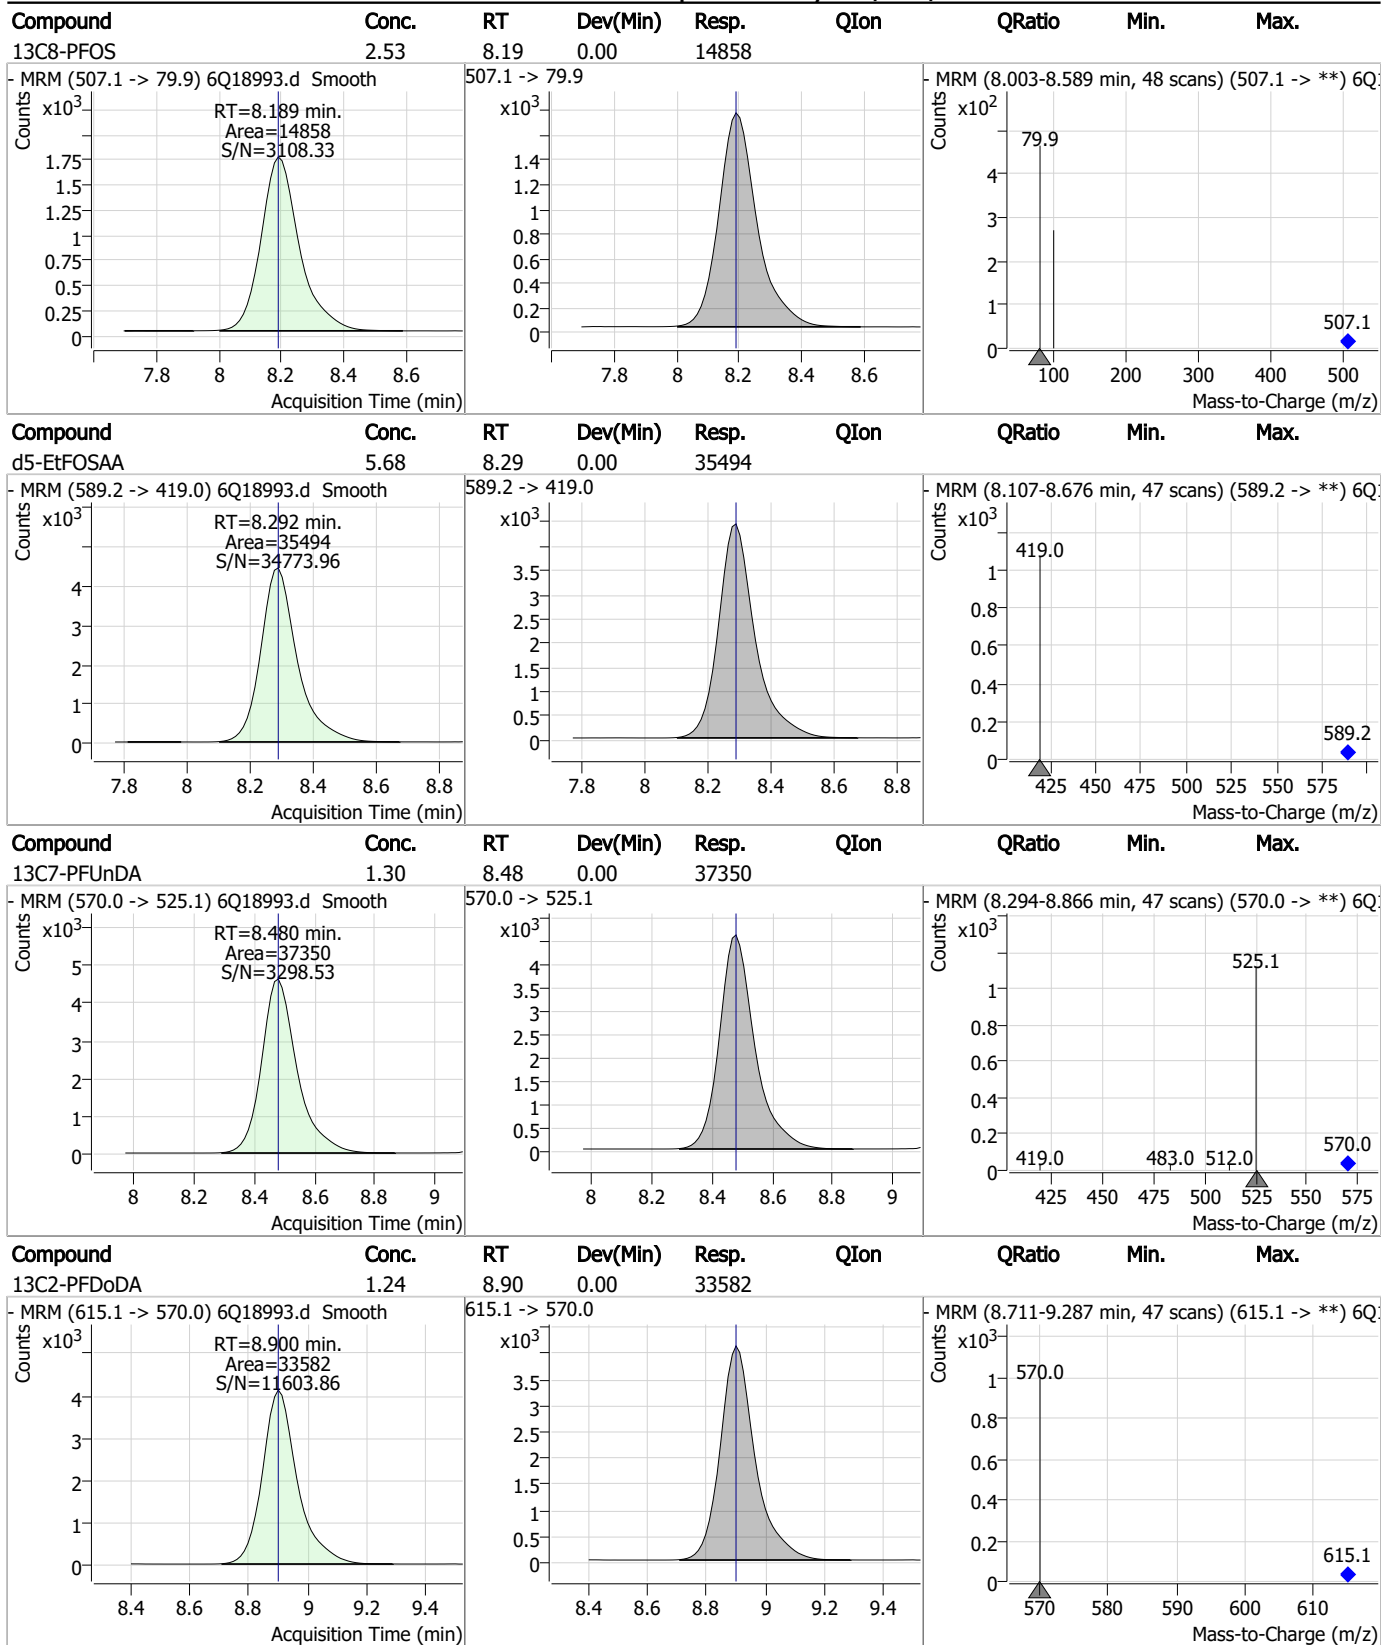 Compound Conc. RT Dev(Min) Resp. QIon QRatio Min. Max.
13C8-PFOS 2.53 8.19 0.00 14858
- MRM (507.1 -> 79.9) 6Q18993.d Smooth
Counts
x10³
RT=8.189 min.
Area=14858
S/N=3108.33
1.75
1.5
1.25
1
0.75
0.5
0.25
0
7.8 8 8.2 8.4 8.6
Acquisition Time (min)
507.1 -> 79.9
x10³
1.4
1.2
1
0.8
0.6
0.4
0.2
0
7.8 8 8.2 8.4 8.6
- MRM (8.003-8.589 min, 48 scans) (507.1 -> **) 6Q1
Counts
x10²
79.9
4
3
2
1
0
507.1
100 200 300 400 500
Mass-to-Charge (m/z)
Compound Conc. RT Dev(Min) Resp. QIon QRatio Min. Max.
d5-EtFOSAA 5.68 8.29 0.00 35494
- MRM (589.2 -> 419.0) 6Q18993.d Smooth
Counts
x10³
RT=8.292 min.
Area=35494
S/N=34773.96
4
3
2
1
0
7.8 8 8.2 8.4 8.6 8.8
Acquisition Time (min)
589.2 -> 419.0
x10³
3.5
3
2.5
2
1.5
1
0.5
0
7.8 8 8.2 8.4 8.6 8.8
- MRM (8.107-8.676 min, 47 scans) (589.2 -> **) 6Q1
Counts
x10³
419.0
1
0.8
0.6
0.4
0.2
0
589.2
425 450 475 500 525 550 575
Mass-to-Charge (m/z)
Compound Conc. RT Dev(Min) Resp. QIon QRatio Min. Max.
13C7-PFUnDA 1.30 8.48 0.00 37350
- MRM (570.0 -> 525.1) 6Q18993.d Smooth
Counts
x10³
RT=8.480 min.
Area=37350
S/N=3298.53
5
4
3
2
1
0
8 8.2 8.4 8.6 8.8 9
Acquisition Time (min)
570.0 -> 525.1
x10³
4
3.5
3
2.5
2
1.5
1
0.5
0
8 8.2 8.4 8.6 8.8 9
- MRM (8.294-8.866 min, 47 scans) (570.0 -> **) 6Q1
Counts
x10³
525.1
1
0.8
0.6
0.4
0.2
0
419.0 483.0 512.0 570.0
425 450 475 500 525 550 575
Mass-to-Charge (m/z)
Compound Conc. RT Dev(Min) Resp. QIon QRatio Min. Max.
13C2-PFDoDA 1.24 8.90 0.00 33582
- MRM (615.1 -> 570.0) 6Q18993.d Smooth
Counts
x10³
RT=8.900 min.
Area=33582
S/N=11603.86
4
3
2
1
0
8.4 8.6 8.8 9 9.2 9.4
Acquisition Time (min)
615.1 -> 570.0
x10³
3.5
3
2.5
2
1.5
1
0.5
0
8.4 8.6 8.8 9 9.2 9.4
- MRM (8.711-9.287 min, 47 scans) (615.1 -> **) 6Q1
Counts
x10³
570.0
1
0.8
0.6
0.4
0.2
0
615.1
570 580 590 600 610
Mass-to-Charge (m/z)